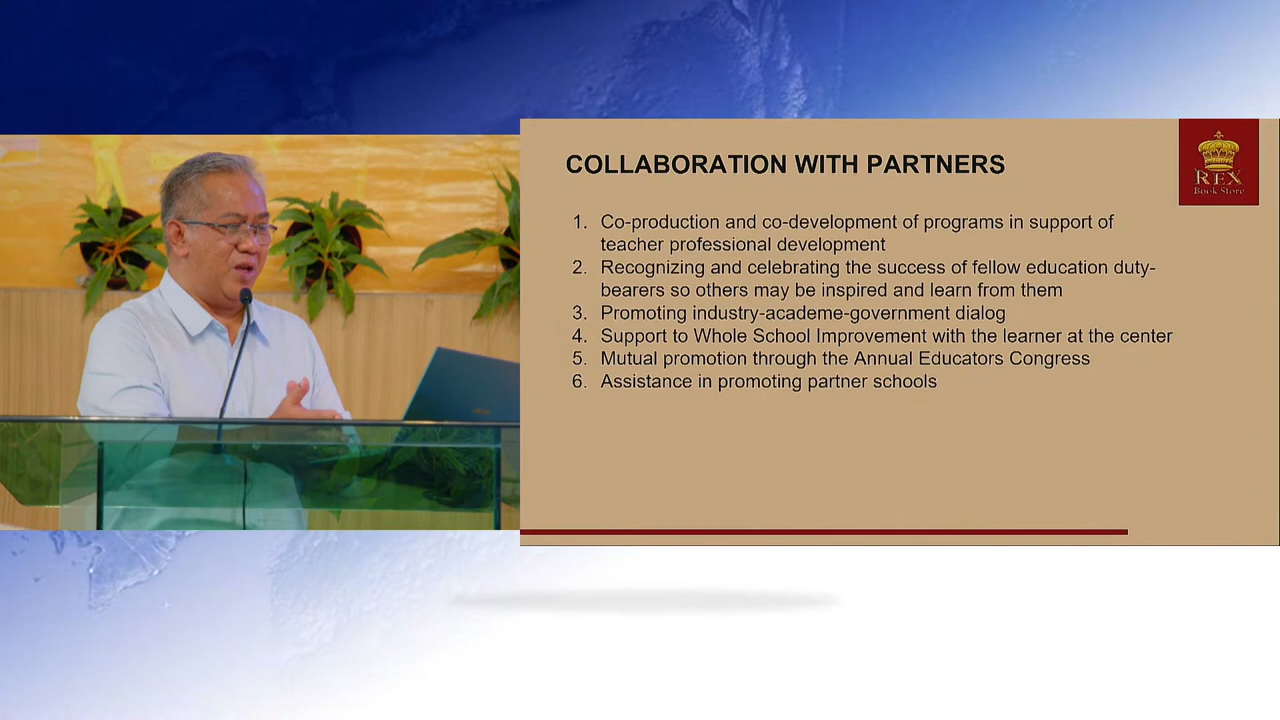 COLLABORATION WITH PARTNERS
REX
Book Store
1. Co-production and co-development of programs in support of
teacher professional development
2. Recognizing and celebrating the success of fellow education duty-
bearers so others may be inspired and learn from them
3. Promoting industry-academe-government dialog
4. Support to Whole School Improvement with the learner at the center
5. Mutual promotion through the Annual Educators Congress
6. Assistance in promoting partner schools